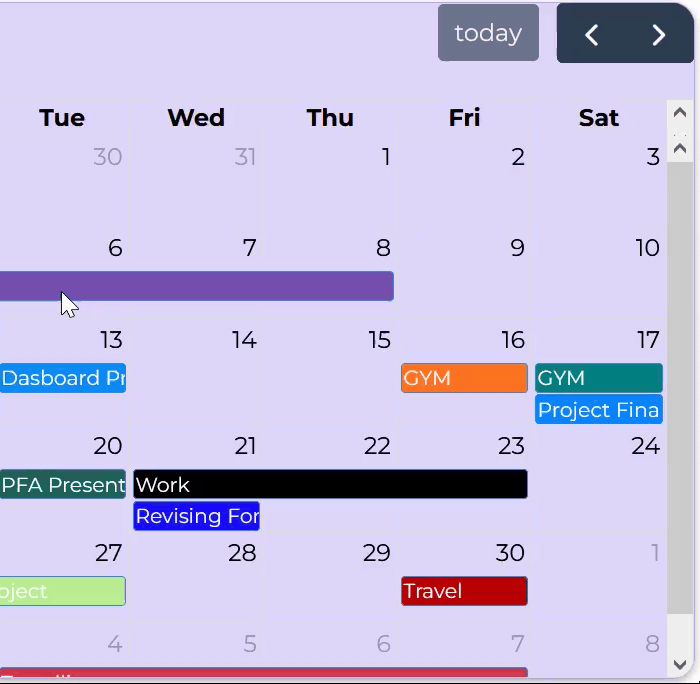 today
Tue Wed Thu Fri Sat
30 31 1 2 3
6 7 8 9 10
13 14 15 16 17
Dasboard Pr GYM GYM
Project Fina
20 21 22 23 24
PFA Present Work
Revising For
27 28 29 30 1
oject Travel
4 5 6 7 8